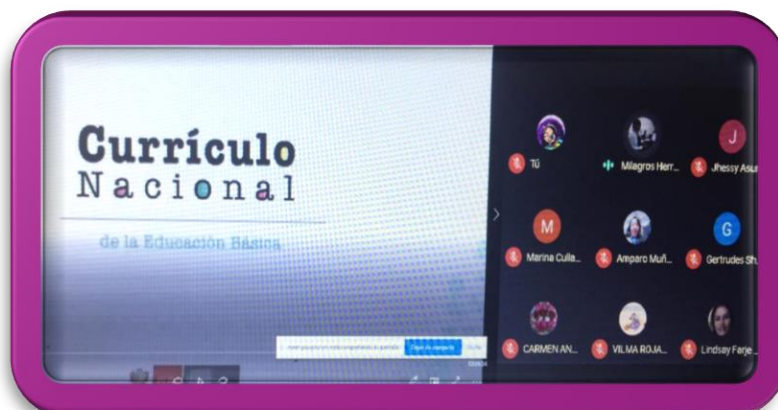 Currículo
Nacional
de la Educación Básica
Tú
Milagros Herr...
J
Jhessy Asu
M
Marina Culla...
Amparo Muñ...
G
Gertrudes Sh.
CARMEN AN...
VILMA ROJA...
Lindsay Farje ...